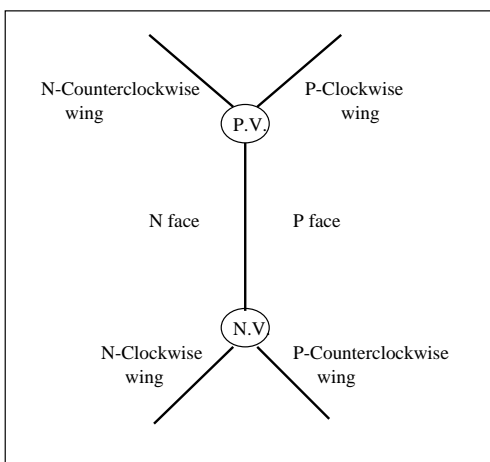 N-Counterclockwise
wing
P-Clockwise
wing
P.V.
N face
P face
N.V.
N-Clockwise
wing
P-Counterclockwise
wing